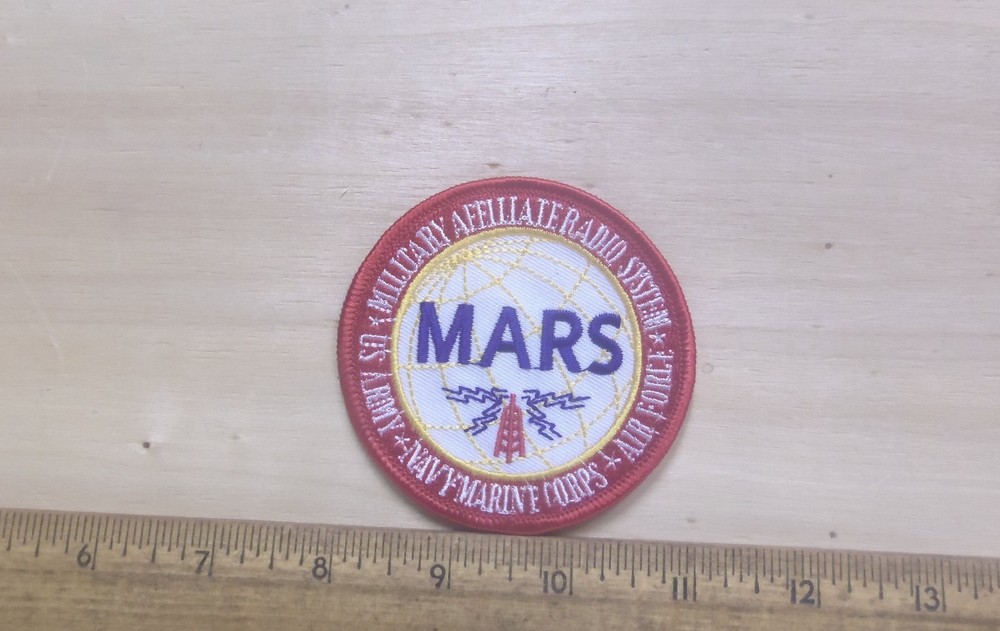 MILITARY AFFILIATE RADIO SYSTEM
MARS
US ARMY ★ NAVY MARINE CORPS ★ AIR FORCE
6 7 8 9 10 11 12 13